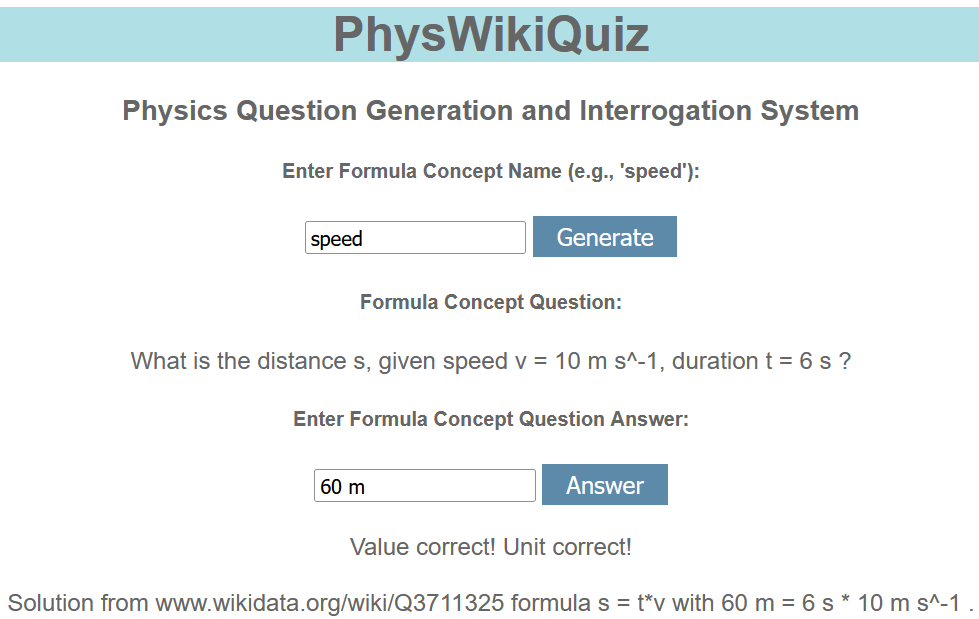 PhysWikiQuiz
Physics Question Generation and Interrogation System
Enter Formula Concept Name (e.g., 'speed'):
speed Generate
Formula Concept Question:
What is the distance s, given speed v = 10 m s^-1, duration t = 6 s ?
Enter Formula Concept Question Answer:
60 m Answer
Value correct! Unit correct!
Solution from www.wikidata.org/wiki/Q3711325 formula s = t*v with 60 m = 6 s * 10 m s^-1 .